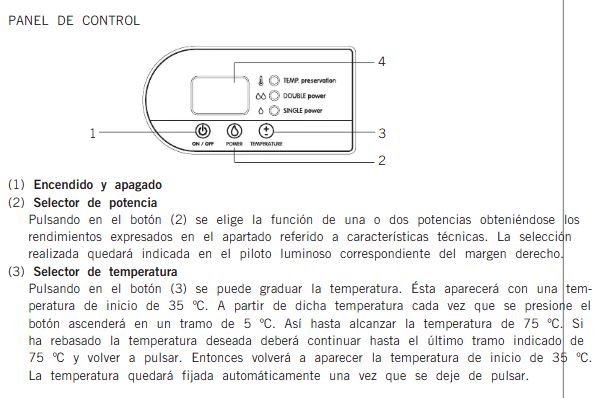 PANEL DE CONTROL
4
TEMP. preservation
DOUBLE power
SINGLE power
1
3
ON / OFF POWER TEMPERATURE
2
(1) Encendido y apagado
(2) Selector de potencia
Pulsando en el botón (2) se elige la función de una o dos potencias obteniéndose los
rendimientos expresados en el apartado referido a características técnicas. La selección
realizada quedará indicada en el piloto luminoso correspondiente del margen derecho.
(3) Selector de temperatura
Pulsando en el botón (3) se puede graduar la temperatura. Ésta aparecerá con una tem-
peratura de inicio de 35 ºC. A partir de dicha temperatura cada vez que se presione el
botón ascenderá en un tramo de 5 ºC. Así hasta alcanzar la temperatura de 75 ºC. Si
ha rebasado la temperatura deseada deberá continuar hasta el último tramo indicado de
75 ºC y volver a pulsar. Entonces volverá a aparecer la temperatura de inicio de 35 ºC.
La temperatura quedará fijada automáticamente una vez que se deje de pulsar.